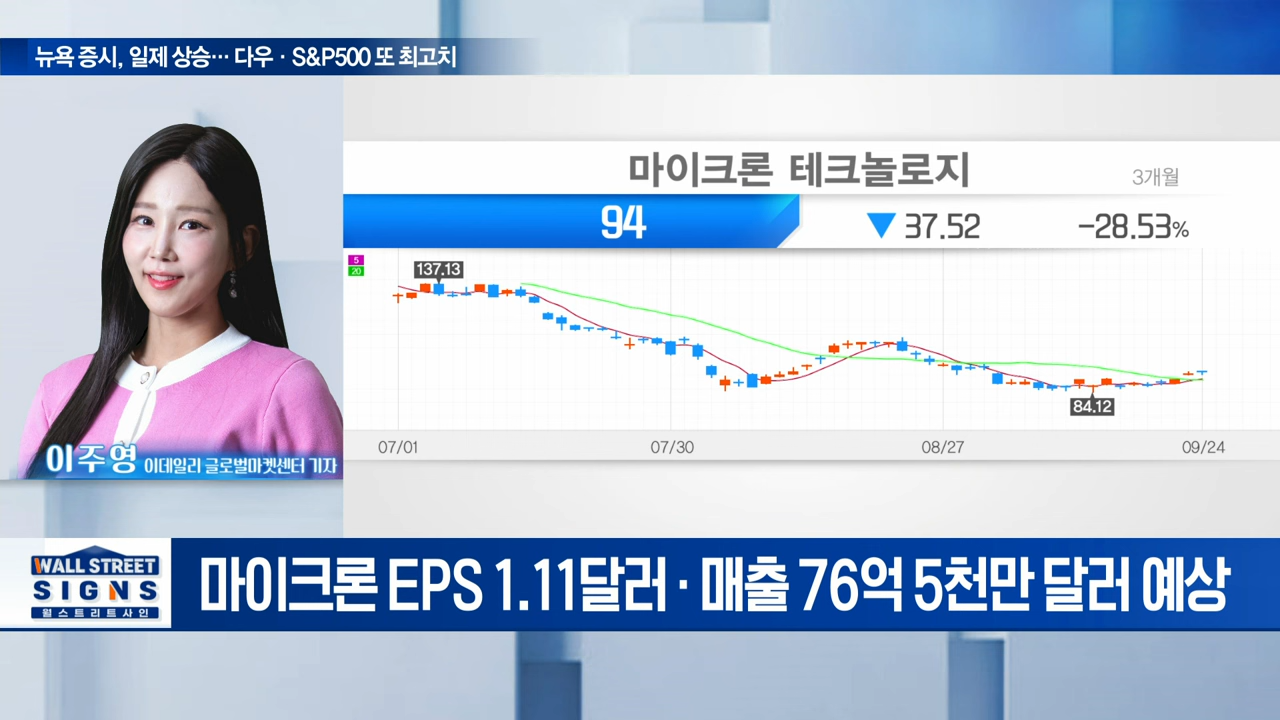 뉴욕 증시, 일제 상승… 다우 · S&P500 또 최고치
마이크론 테크놀로지
3개월
94 ▼ 37.52 -28.53%
5
20
137.13
84.12
07/01 07/30 08/27 09/24
이주영 이데일리 글로벌마켓센터 기자
WALL STREET
SIGNS
월스트리트사인
마이크론 EPS 1.11달러 · 매출 76억 5천만 달러 예상